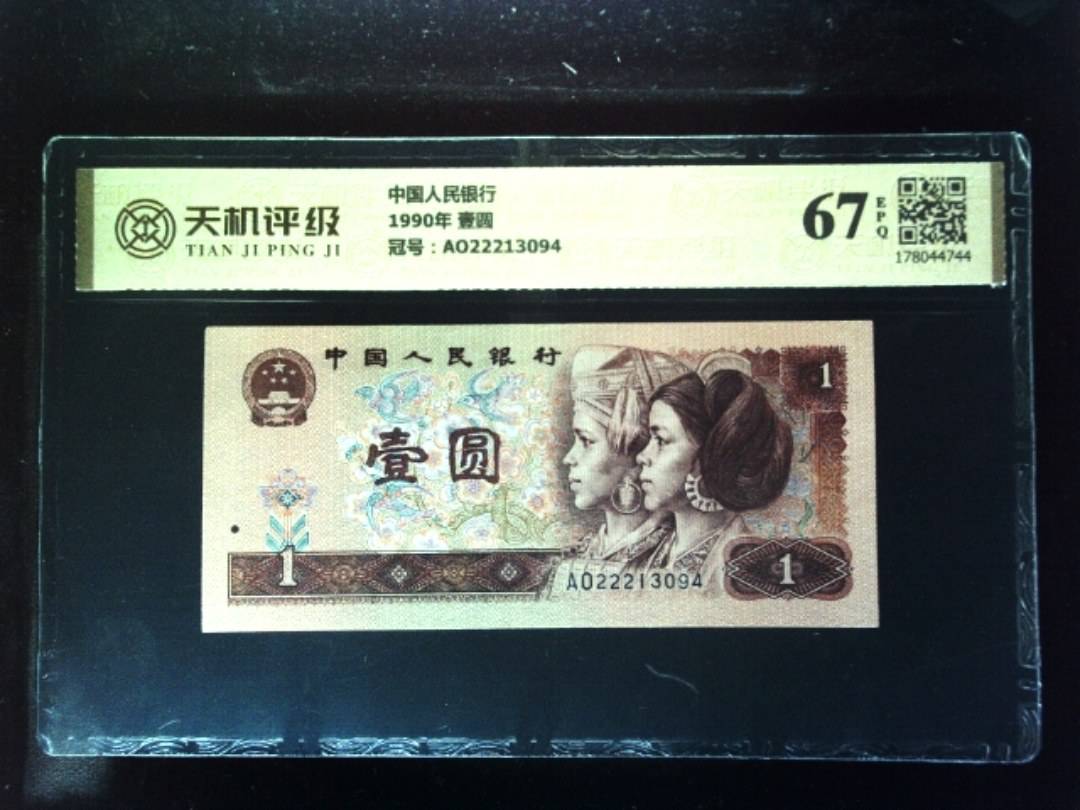 天机评级
TIAN JI PING JI
中国人民银行
1990年 壹圆
冠号：AO22213094
67
EPQ
178044744
中国人民银行
1
壹圆
1
AO22213094
1